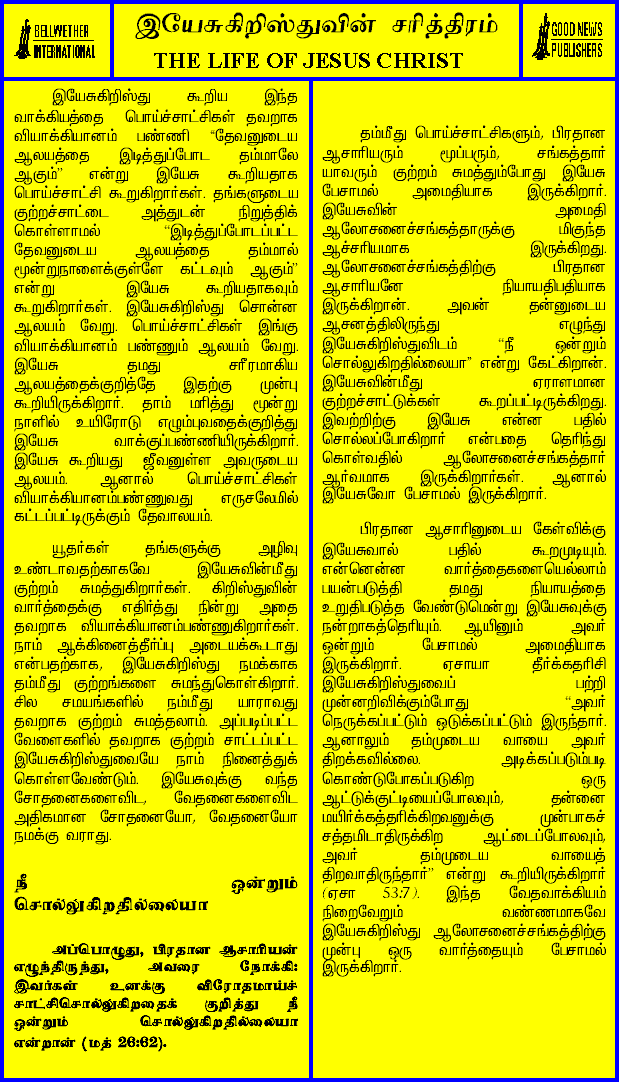 BELLWETHER
INTERNATIONAL
இயேசுகிறிஸ்துவின் சரித்திரம்
THE LIFE OF JESUS CHRIST
GOOD NEWS
PUBLISHERS
இயேசுகிறிஸ்து கூறிய இந்த
வாக்கியத்தை பொய்ச்சாட்சிகள் தவறாக
வியாக்கியானம் பண்ணி “தேவனுடைய
ஆலயத்தை இடித்துப்போட தம்மாலே
ஆகும்” என்று இயேசு கூறியதாக
பொய்ச்சாட்சி கூறுகிறார்கள். தங்களுடைய
குற்றச்சாட்டை அத்துடன் நிறுத்திக்
கொள்ளாமல் “இடித்துப்போடப்பட்ட
தேவனுடைய ஆலயத்தை தம்மால்
மூன்றுநாளைக்குள்ளே கட்டவும் ஆகும்”
என்று இயேசு கூறியதாகவும்
கூறுகிறார்கள். இயேசுகிறிஸ்து சொன்ன
ஆலயம் வேறு. பொய்ச்சாட்சிகள் இங்கு
வியாக்கியானம் பண்ணும் ஆலயம் வேறு.
இயேசு தமது சரீரமாகிய
ஆலயத்தைக்குறித்தே இதற்கு முன்பு
கூறியிருக்கிறார். தாம் மரித்து மூன்று
நாளில் உயிரோடு எழும்புவதைக்குறித்து
இயேசு வாக்குப்பண்ணியிருக்கிறார்.
இயேசு கூறியது ஜீவனுள்ள அவருடைய
ஆலயம். ஆனால் பொய்ச்சாட்சிகள்
வியாக்கியானம்பண்ணுவது எருசலேமில்
கட்டப்பட்டிருக்கும் தேவாலயம்.
யூதர்கள் தங்களுக்கு அழிவு
உண்டாவதற்காகவே இயேசுவின்மீது
குற்றம் சுமத்துகிறார்கள். கிறிஸ்துவின்
வார்த்தைக்கு எதிர்த்து நின்று அதை
தவறாக வியாக்கியானம்பண்ணுகிறார்கள்.
நாம் ஆக்கினைத்தீர்ப்பு அடையக்கூடாது
என்பதற்காக, இயேசுகிறிஸ்து நமக்காக
தம்மீது குற்றங்களை சுமந்துகொள்கிறார்.
சில சமயங்களில் நம்மீது யாராவது
தவறாக குற்றம் சுமத்தலாம். அப்படிப்பட்ட
வேளைகளில் தவறாக குற்றம் சாட்டப்பட்ட
இயேசுகிறிஸ்துவையே நாம் நினைத்துக்
கொள்ளவேண்டும். இயேசுவுக்கு வந்த
சோதனைகளைவிட, வேதனைகளைவிட
அதிகமான சோதனையோ, வேதனையோ
நமக்கு வராது.
நீ ஒன்றும்
சொல்லுகிறதில்லையா
அப்பொழுது, பிரதான ஆசாரியன்
எழுந்திருந்து, அவரை நோக்கி:
இவர்கள் உனக்கு விரோதமாய்ச்
சாட்சிசொல்லுகிறதைக் குறித்து நீ
ஒன்றும் சொல்லுகிறதில்லையா
என்றான் (மத் 26:62).
தம்மீது பொய்ச்சாட்சிகளும், பிரதான
ஆசாரியரும் மூப்பரும், சங்கத்தார்
யாவரும் குற்றம் சுமத்தும்போது இயேசு
பேசாமல் அமைதியாக இருக்கிறார்.
இயேசுவின் அமைதி
ஆலோசனைச்சங்கத்தாருக்கு மிகுந்த
ஆச்சரியமாக இருக்கிறது.
ஆலோசனைச்சங்கத்திற்கு பிரதான
ஆசாரியனே நியாயதிபதியாக
இருக்கிறான். அவன் தன்னுடைய
ஆசனத்திலிருந்து எழுந்து
இயேசுகிறிஸ்துவிடம் “நீ ஒன்றும்
சொல்லுகிறதில்லையா” என்று கேட்கிறான்.
இயேசுவின்மீது ஏராளமான
குற்றச்சாட்டுக்கள் கூறப்பட்டிருக்கிறது.
இவற்றிற்கு இயேசு என்ன பதில்
சொல்லப்போகிறார் என்பதை தெரிந்து
கொள்வதில் ஆலோசனைச்சங்கத்தார்
ஆர்வமாக இருக்கிறார்கள். ஆனால்
இயேசுவோ பேசாமல் இருக்கிறார்.
பிரதான ஆசாரினுடைய கேள்விக்கு
இயேசுவால் பதில் கூறமுடியும்.
என்னென்ன வார்த்தைகளையெல்லாம்
பயன்படுத்தி தமது நியாயத்தை
உறுதிபடுத்த வேண்டுமென்று இயேசுவுக்கு
நன்றாகத்தெரியும். ஆயினும் அவர்
ஒன்றும் பேசாமல் அமைதியாக
இருக்கிறார். ஏசாயா தீர்க்கதரிசி
இயேசுகிறிஸ்துவைப் பற்றி
முன்னறிவிக்கும்போது “அவர்
நெருக்கப்பட்டும் ஒடுக்கப்பட்டும் இருந்தார்.
ஆனாலும் தம்முடைய வாயை அவர்
திறக்கவில்லை. அடிக்கப்படும்படி
கொண்டுபோகப்படுகிற ஒரு
ஆட்டுக்குட்டியைப்போலவும், தன்னை
மயிர்க்கத்தரிக்கிறவனுக்கு முன்பாகச்
சத்தமிடாதிருக்கிற ஆட்டைப்போலவும்,
அவர் தம்முடைய வாயைத்
திறவாதிருந்தார்” என்று கூறியிருக்கிறார்
(ஏசா 53:7). இந்த வேதவாக்கியம்
நிறைவேறும் வண்ணமாகவே
இயேசுகிறிஸ்து ஆலோசனைச்சங்கத்திற்கு
முன்பு ஒரு வார்த்தையும் பேசாமல்
இருக்கிறார்.